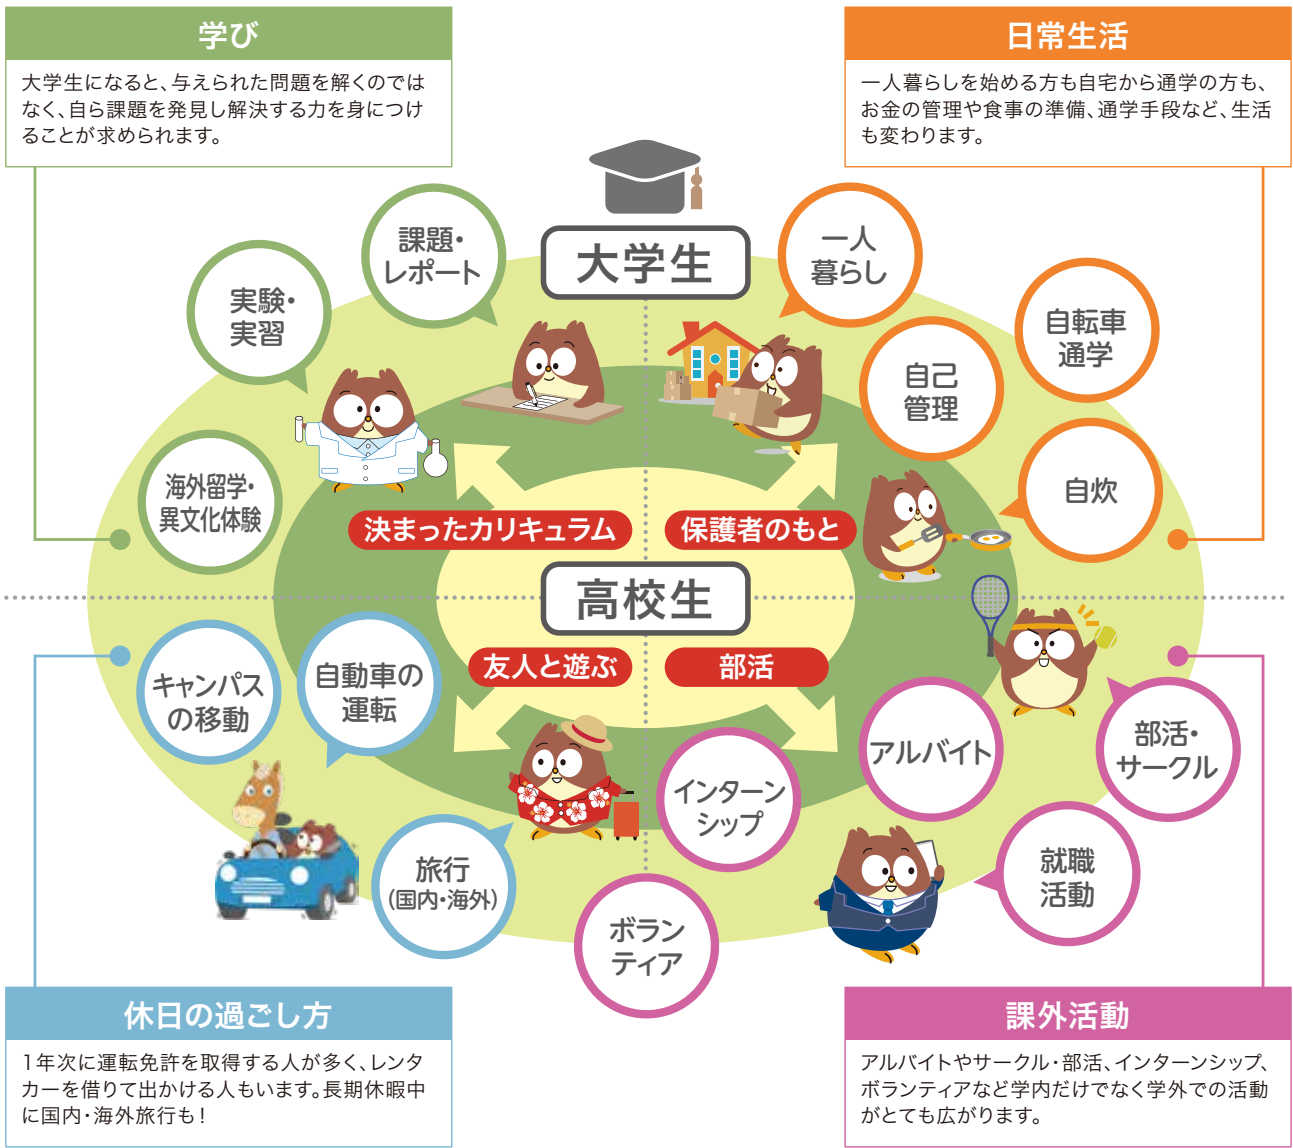 学び
大学生になると、与えられた問題を解くのでは
なく、自ら課題を発見し解決する力を身につけ
ることが求められます。
日常生活
一人暮らしを始める方も自宅から通学の方も、
お金の管理や食事の準備、通学手段など、生活
も変わります。
大学生
課題・
レポート
実験・
実習
海外留学・
異文化体験
一人
暮らし
自己
管理
自転車
通学
自炊
決まったカリキュラム
保護者のもと
高校生
友人と遊ぶ
部活
キャンパス
の移動
自動車の
運転
旅行
(国内・海外)
インターン
シップ
ボラン
ティア
アルバイト
部活・
サークル
就職
活動
休日の過ごし方
1年次に運転免許を取得する人が多く、レンタ
カーを借りて出かける人もいます。長期休暇中
に国内・海外旅行も！
課外活動
アルバイトやサークル・部活、インターンシップ、
ボランティアなど学内だけでなく学外での活動
がとても広がります。